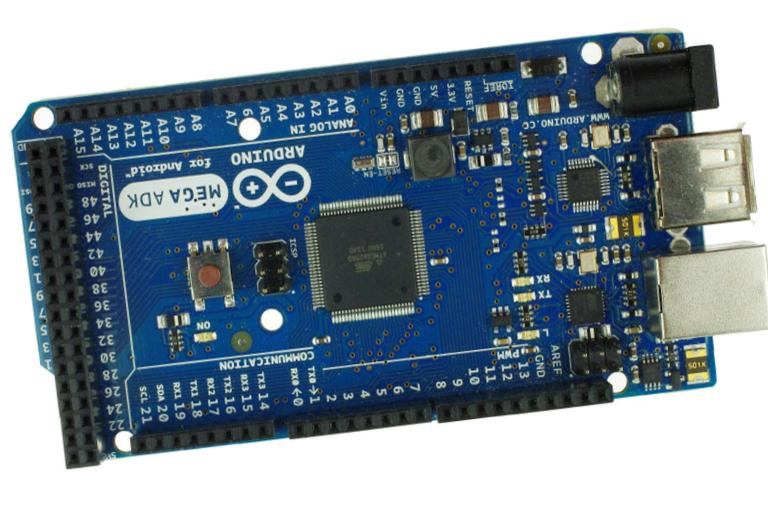 WWW.ARDUINO.CC
RESET
3.3V
5V
GND
GND
Vin
ANALOG IN
A0
A1
A2
A3
A4
A5
A6
A7
A8
A9
A10
A11
A12
A13
A14
A15
RESET-EN
ARDUINO
MEGA ADK
for Android
ICSP
ON
RX
TX
L
DIGITAL
48
46
44
42
40
38
36
34
32
30
28
26
24
22
COMMUNICATION
PWM
AREF
GND
13
12
11
10
9
8
7
6
5
4
3
2
TX0 1
RX0 0
TX3 14
RX3 15
TX2 16
RX2 17
TX1 18
RX1 19
SDA 20
SCL 21